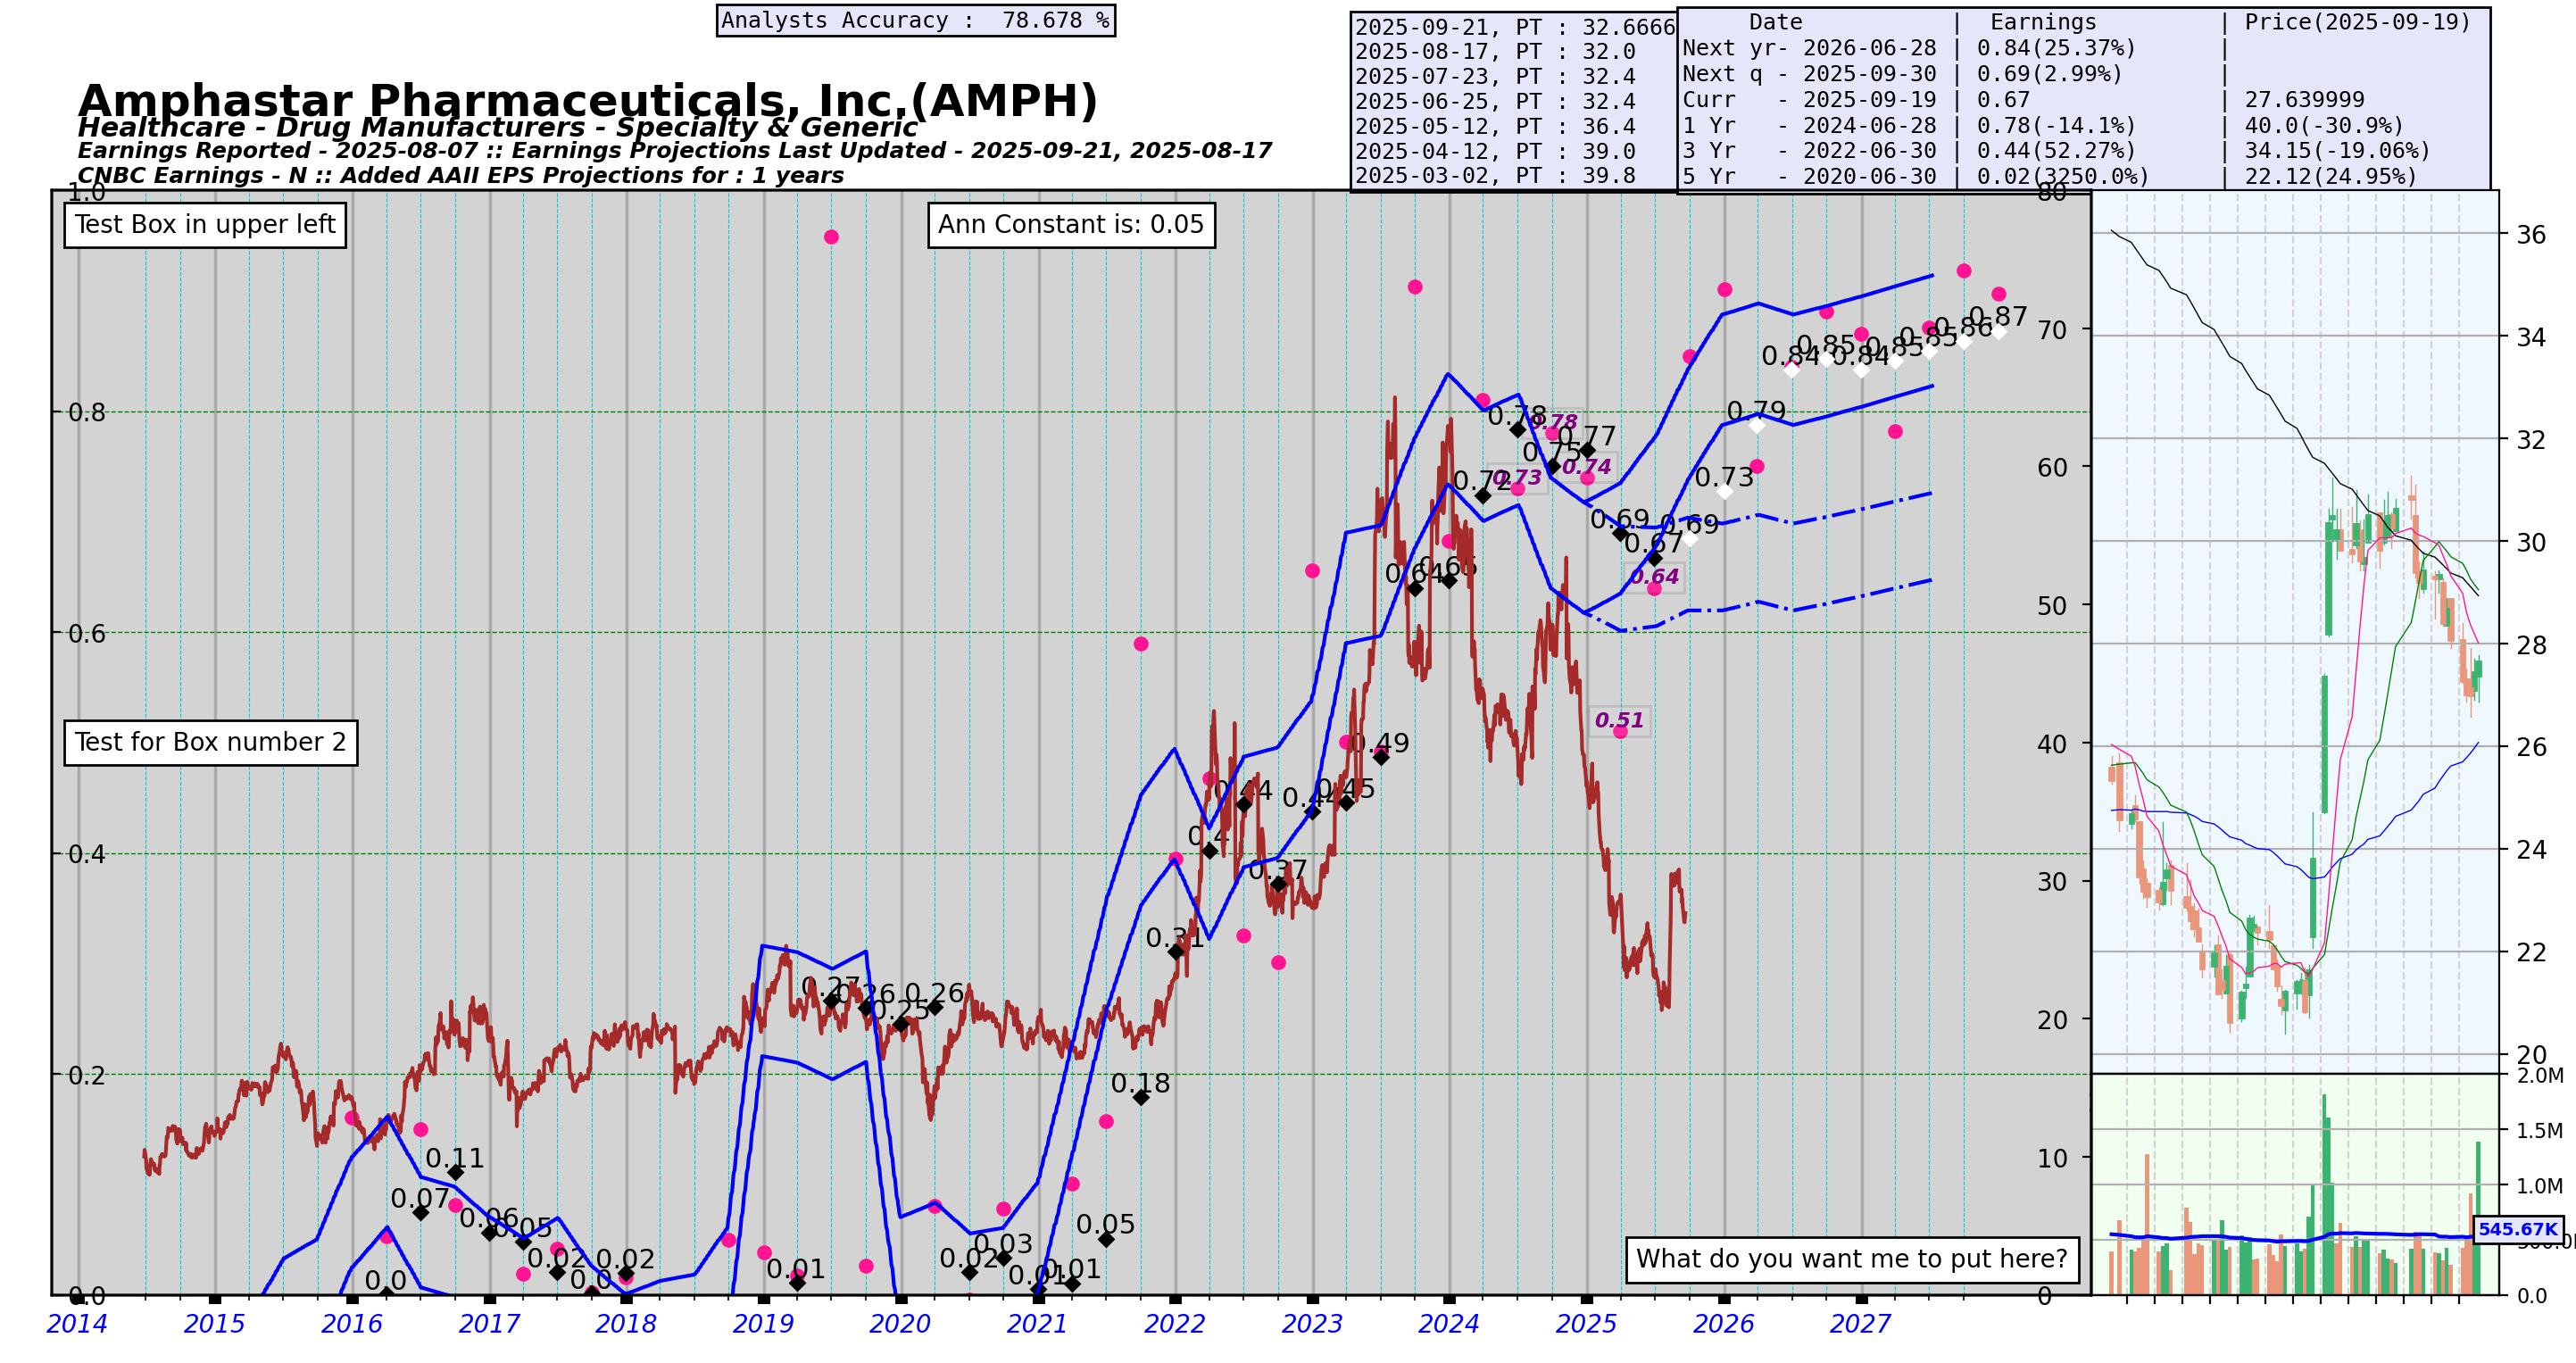 Analysts Accuracy :  78.678 %
2025-09-21, PT : 32.6666
2025-08-17, PT : 32.0
2025-07-23, PT : 32.4
2025-06-25, PT : 32.4
2025-05-12, PT : 36.4
2025-04-12, PT : 39.0
2025-03-02, PT : 39.8
Date | Earnings | Price(2025-09-19)
Next yr- 2026-06-28 | 0.84(25.37%) |
Next q - 2025-09-30 | 0.69(2.99%) |
Curr - 2025-09-19 | 0.67 | 27.639999
1 Yr - 2024-06-28 | 0.78(-14.1%) | 40.0(-30.9%)
3 Yr - 2022-06-30 | 0.44(52.27%) | 34.15(-19.06%)
5 Yr - 2020-06-30 | 0.02(3250.0%) | 22.12(24.95%)
Amphastar Pharmaceuticals, Inc.(AMPH)
Healthcare - Drug Manufacturers - Specialty & Generic
Earnings Reported - 2025-08-07 :: Earnings Projections Last Updated - 2025-09-21, 2025-08-17
CNBC Earnings - N :: Added AAII EPS Projections for : 1 years
Test Box in upper left
Ann Constant is: 0.05
Test for Box number 2
What do you want me to put here?
1.0
0.8
0.6
0.4
0.2
0.0
80
70
60
50
40
30
20
10
0
0.0
0.07
0.11
0.06
0.05
0.02
0.0
0.02
0.01
0.27
0.26
0.25
0.26
0.02
0.03
0.01
0.01
0.05
0.18
0.31
0.4
0.44
0.37
0.44
0.45
0.49
0.64
0.65
0.72
0.78
0.75
0.77
0.69
0.67
0.69
0.73
0.79
0.84
0.85
0.84
0.85
0.85
0.86
0.87
0.73
0.78
0.74
0.51
0.64
36
34
32
30
28
26
24
22
20
2.0M
1.5M
1.0M
545.67K
0.0
2014 2015 2016 2017 2018 2019 2020 2021 2022 2023 2024 2025 2026 2027